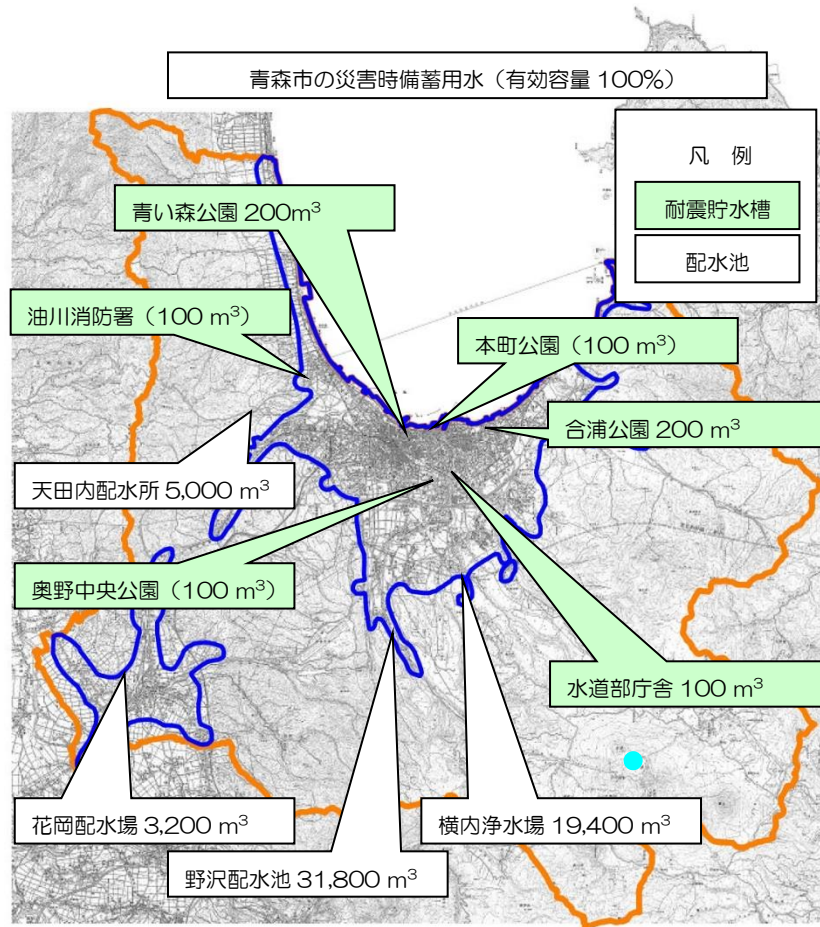 青森市の災害時備蓄用水（有効容量 100%）
凡　例
耐震貯水槽
配水池
青い森公園 200m³
油川消防署（100 m³）
本町公園（100 m³）
合浦公園 200 m³
天田内配水所 5,000 m³
奥野中央公園（100 m³）
水道部庁舎 100 m³
花岡配水場 3,200 m³
横内浄水場 19,400 m³
野沢配水池 31,800 m³